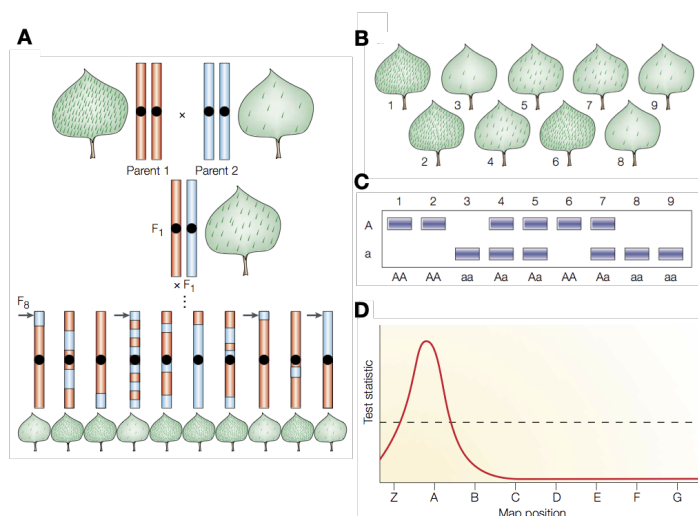 A
Parent 1
×
Parent 2
F1
× F1
F8
B
1
3
5
7
9
2
4
6
8
C
1 2 3 4 5 6 7 8 9
A
a
AA AA aa Aa Aa AA Aa aa aa
D
Test statistic
Z A B C D E F G
Map position